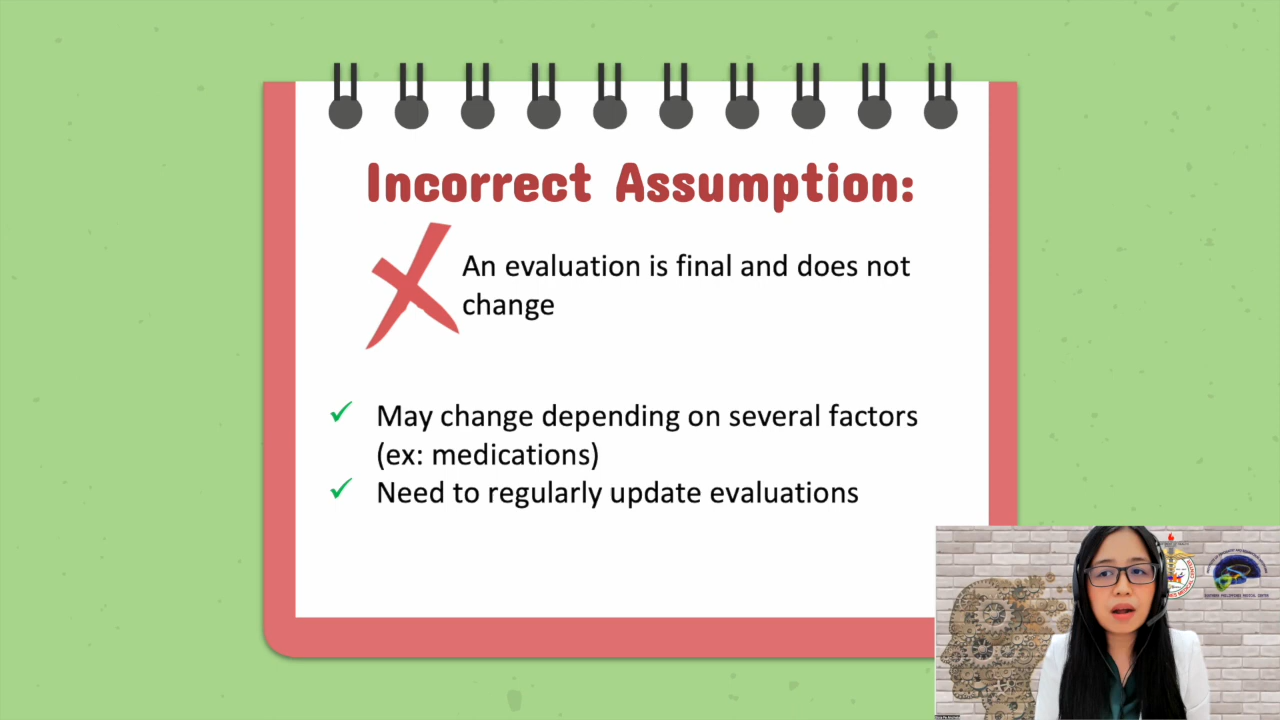 Incorrect Assumption:
An evaluation is final and does not
change
May change depending on several factors
(ex: medications)
Need to regularly update evaluations